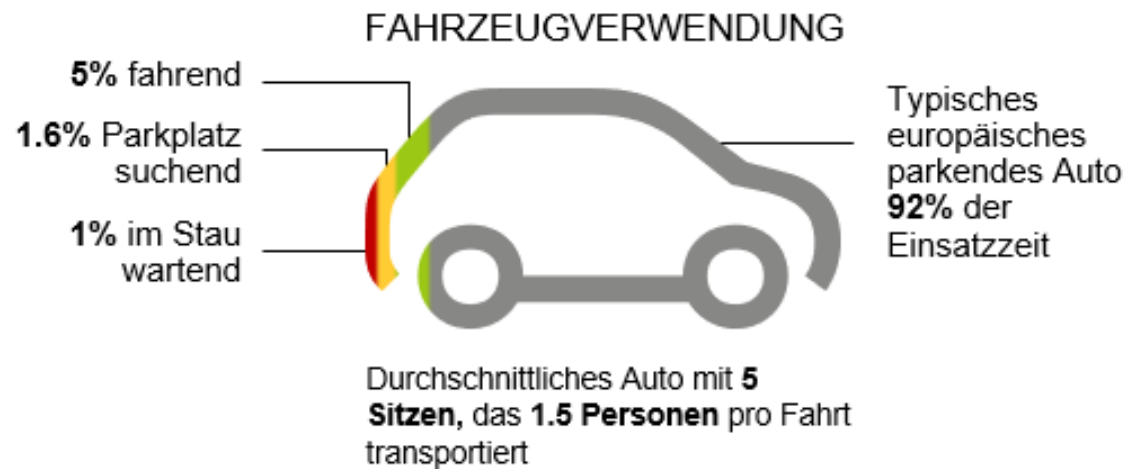 FAHRZEUGVERWENDUNG
5% fahrend
1.6% Parkplatz
suchend
1% im Stau
wartend
Typisches
europäisches
parkendes Auto
92% der
Einsatzzeit
Durchschnittliches Auto mit 5
Sitzen, das 1.5 Personen pro Fahrt
transportiert